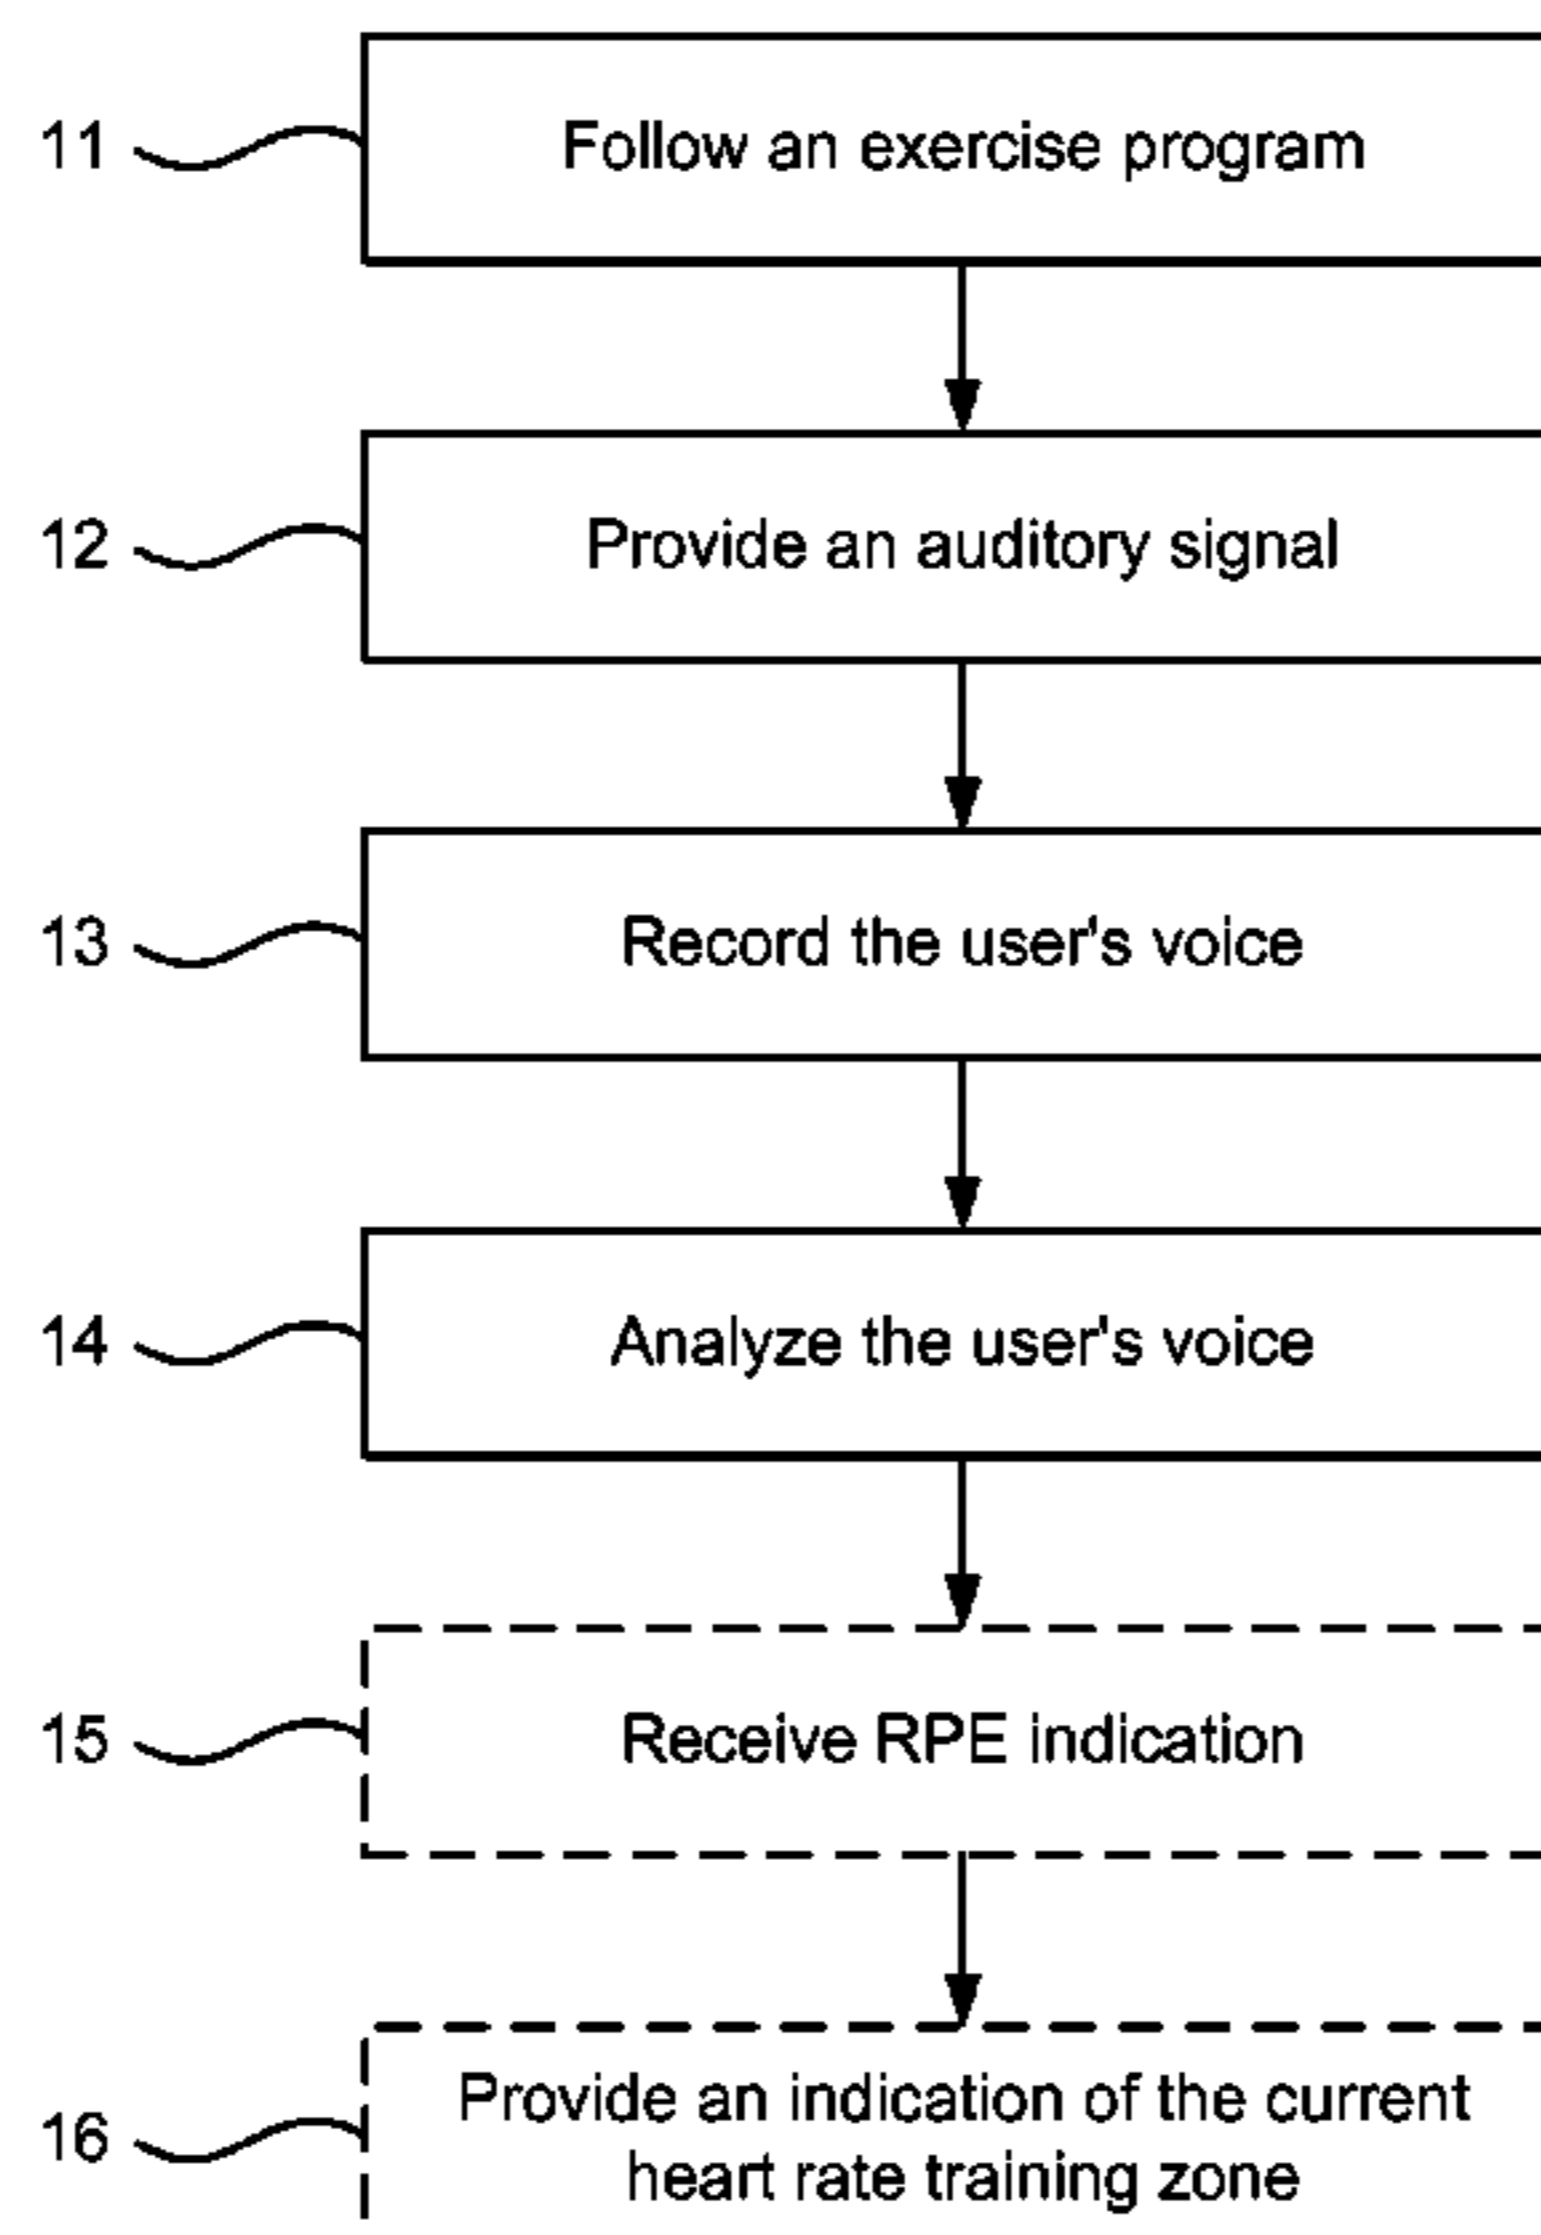 11 Follow an exercise program
12 Provide an auditory signal
13 Record the user's voice
14 Analyze the user's voice
15 Receive RPE indication
16 Provide an indication of the current
heart rate training zone